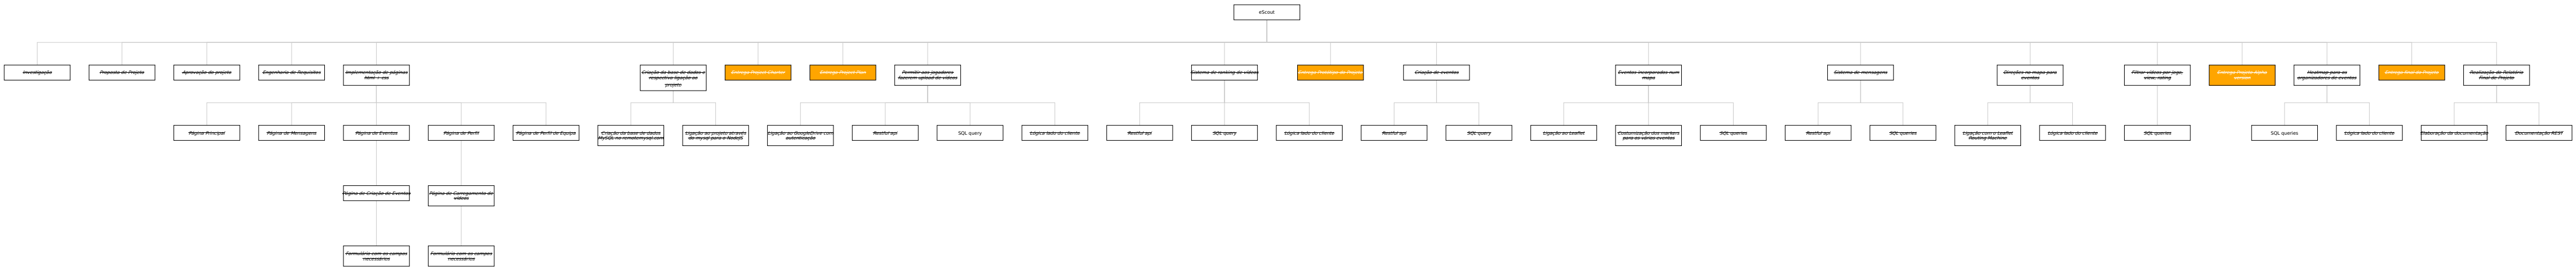 eScout
Investigação
Proposta de Projeto
Aprovação do projeto
Engenharia de Requisitos
Implementação de páginas
html + css
Criação da base de dados e
respectiva ligação ao
projeto
Entrega Project Charter
Entrega Project Plan
Permitir aos jogadores
fazerem upload de vídeos
Sistema de ranking de vídeos
Entrega Protótipo do Projeto
Criação de eventos
Eventos incorporados num
mapa
Sistema de mensagens
Direções no mapa para
eventos
Filtrar vídeos por jogo,
view, rating
Entrega Projeto Alpha
version
Heatmap para os
organizadores de eventos
Entrega final do Projeto
Realização do Relatório
Final de Projeto
Página Principal
Página de Mensagens
Página de Eventos
Página de Perfil
Página de Perfil de Equipa
Criação da base de dados
MySQL no remotemysql.com
Ligação ao projeto através
do mysql para o NodeJS
Ligação ao GoogleDrive com
autenticação
Restful api
SQL query
Lógica lado do cliente
Restful api
SQL query
Lógica lado do cliente
Restful api
SQL query
Ligação ao Leaflet
Costumização dos markers
para os vários eventos
SQL queries
Restful api
SQL queries
Ligação com o Leaflet
Routing Machine
Lógica lado do cliente
SQL queries
SQL queries
Lógica lado do cliente
Elaboração da documentação
Documentação REST
Página de Criação de Eventos
Página de Carregamento de
vídeos
Formulário com os campos
necessários
Formulário com os campos
necessários